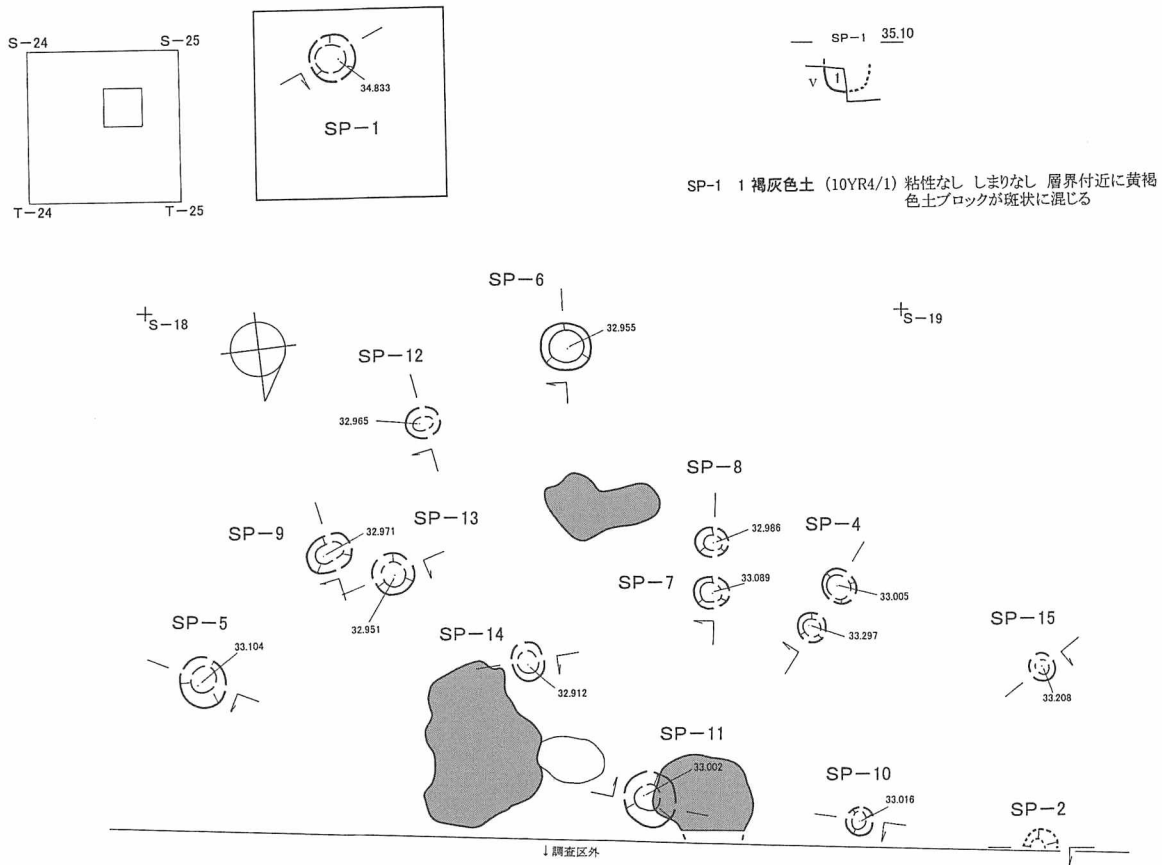 S-24
S-25
T-24
T-25
34.833
SP-1
SP-1 35.10
V
1
SP-1 1 褐灰色土 (10YR4/1) 粘性なし しまりなし 層界付近に黄褐
色土ブロックが斑状に混じる
SP-6
S-18
32.955
S-19
SP-12
32.965
SP-8
32.986
SP-9
32.971
SP-13
SP-4
33.005
SP-7
33.089
32.951
33.297
SP-5
33.104
SP-14
32.912
SP-15
33.208
SP-11
33.002
SP-10
33.016
SP-2
↓調査区外